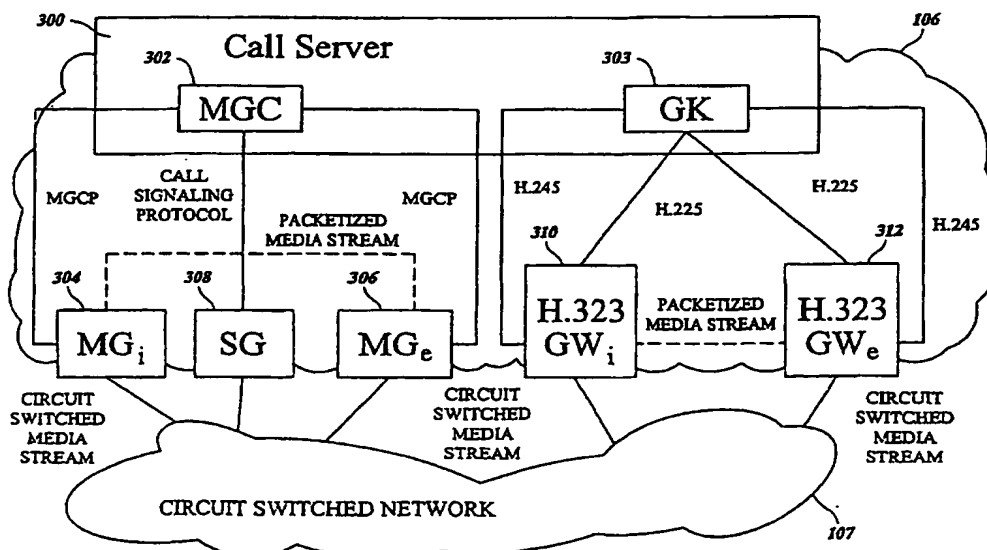 300
Call Server
106
302
303
MGC
GK
CALL
SIGNALING
PROTOCOL
MGCP
MGCP
H.245
H.225
H.225
H.245
PACKETIZED
MEDIA STREAM
310
312
304
308
306
MGi
SG
MGe
H.323
GWi
PACKETIZED
MEDIA STREAM
H.323
GWe
CIRCUIT
SWITCHED
MEDIA
STREAM
CIRCUIT
SWITCHED
MEDIA
STREAM
CIRCUIT
SWITCHED
MEDIA
STREAM
CIRCUIT SWITCHED NETWORK
107